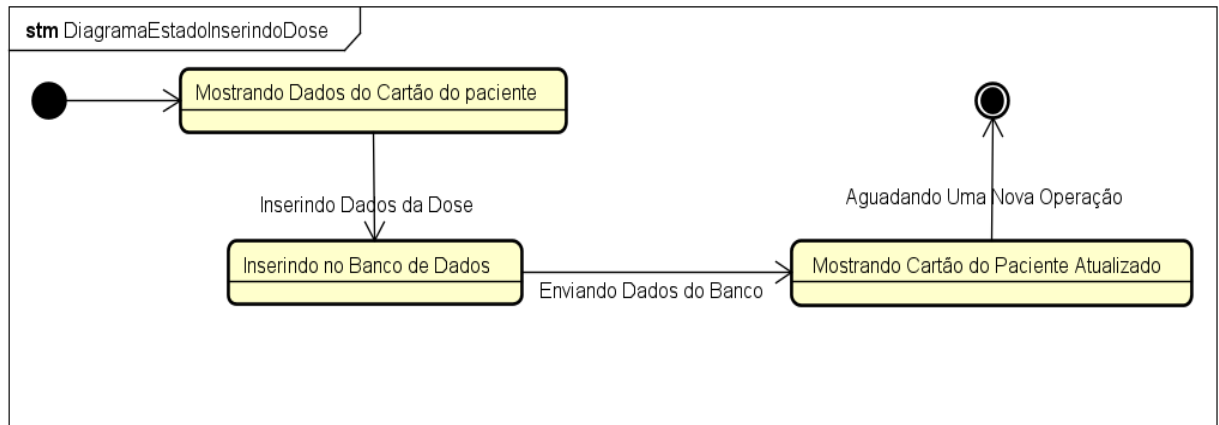 stm DiagramaEstadoInserindoDose
Mostrando Dados do Cartão do paciente
Inserindo Dados da Dose
Inserindo no Banco de Dados
Enviando Dados do Banco
Mostrando Cartão do Paciente Atualizado
Aguadando Uma Nova Operação